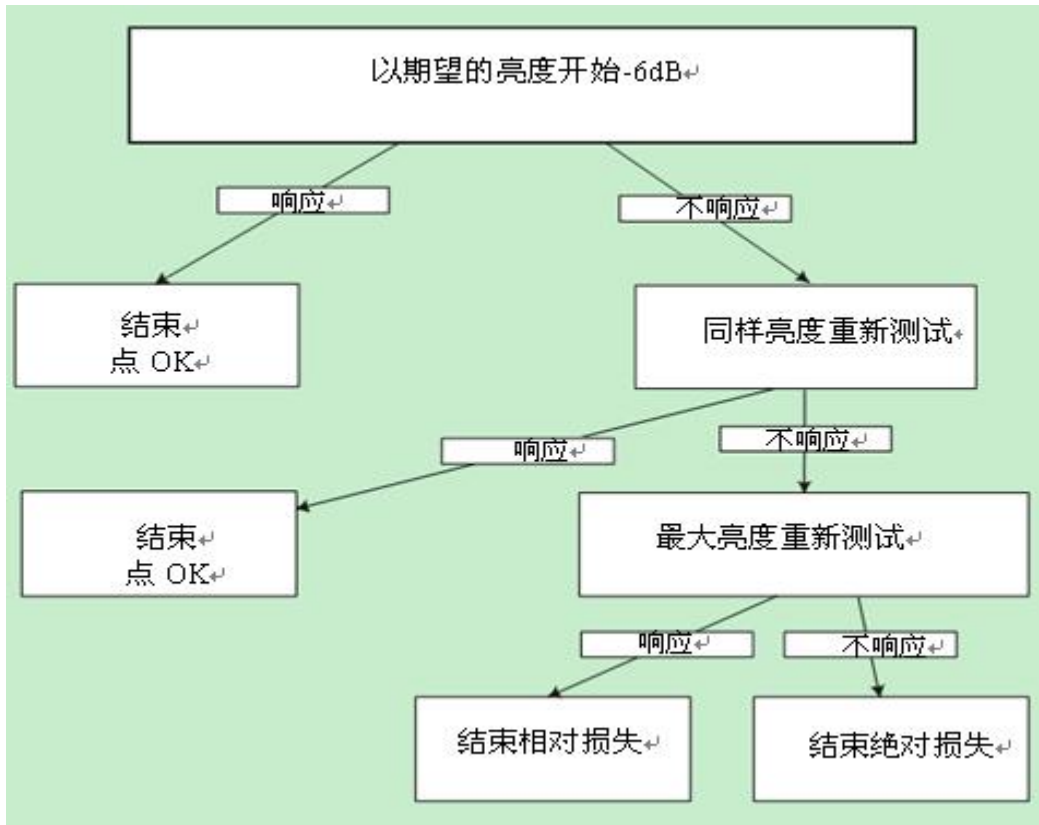 以期望的亮度开始-6dB↵
响应↵
不响应↵
结束↵
点 OK↵
同样亮度重新测试↵
响应↵
不响应↵
结束↵
点 OK↵
最大亮度重新测试↵
响应↵
不响应↵
结束相对损失↵
结束绝对损失↵